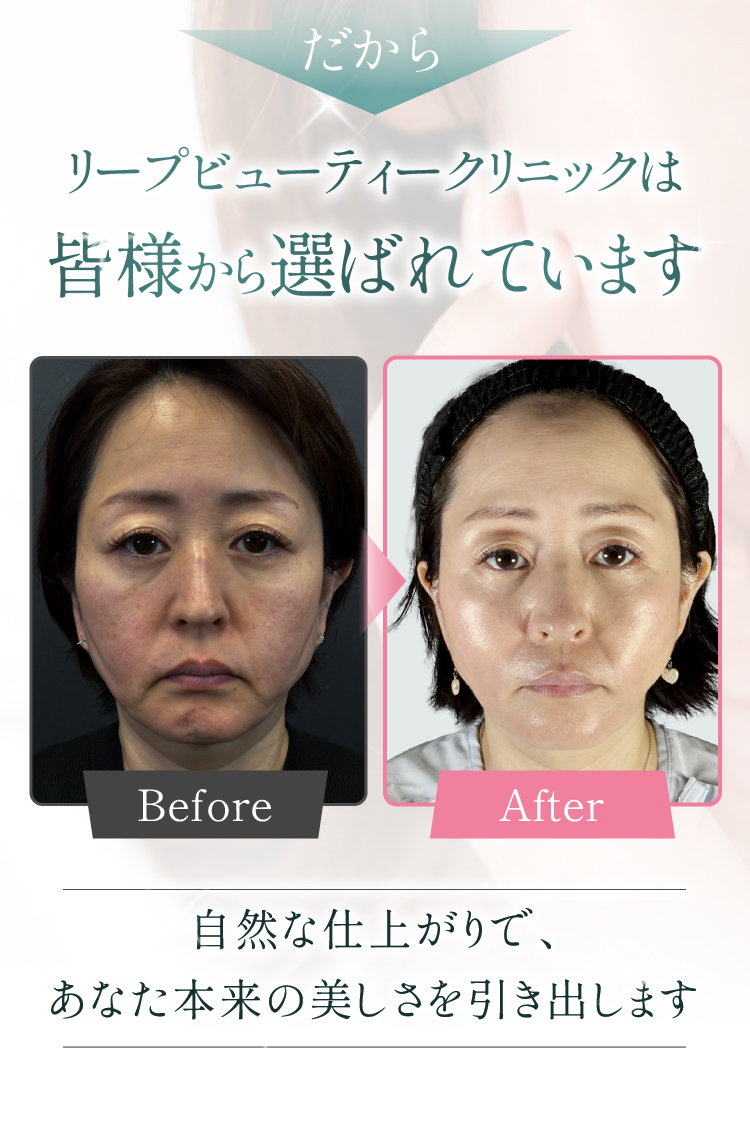 だから
リープビューティークリニックは
皆様から選ばれています
Before
After
自然な仕上がりで、
あなた本来の美しさを引き出します